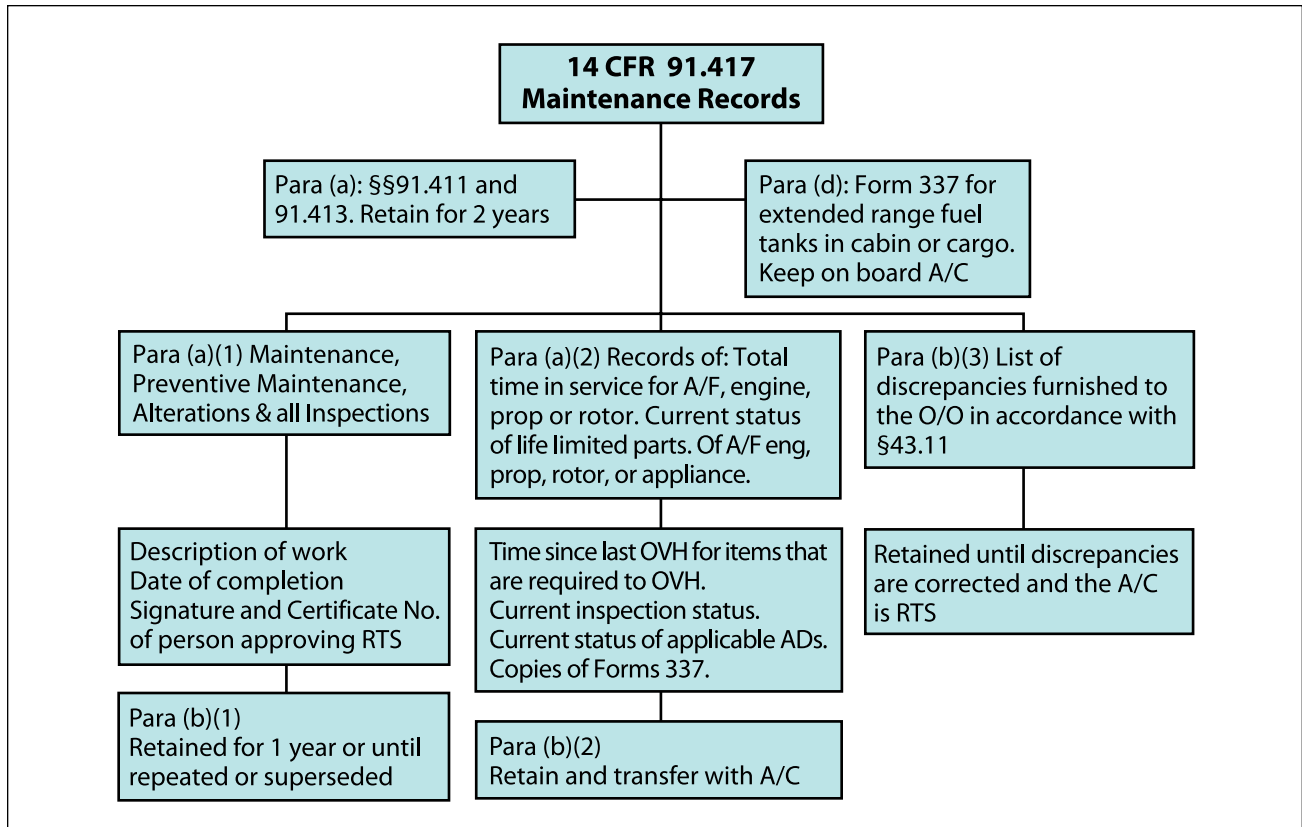 14 CFR 91.417
Maintenance Records
Para (a): §§91.411 and
91.413. Retain for 2 years
Para (d): Form 337 for
extended range fuel
tanks in cabin or cargo.
Keep on board A/C
Para (a)(1) Maintenance,
Preventive Maintenance,
Alterations & all Inspections
Description of work
Date of completion
Signature and Certificate No.
of person approving RTS
Para (b)(1)
Retained for 1 year or until
repeated or superseded
Para (a)(2) Records of: Total
time in service for A/F, engine,
prop or rotor. Current status
of life limited parts. Of A/F eng,
prop, rotor, or appliance.
Time since last OVH for items that
are required to OVH.
Current inspection status.
Current status of applicable ADs.
Copies of Forms 337.
Para (b)(2)
Retain and transfer with A/C
Para (b)(3) List of
discrepancies furnished to
the O/O in accordance with
§43.11
Retained until discrepancies
are corrected and the A/C
is RTS